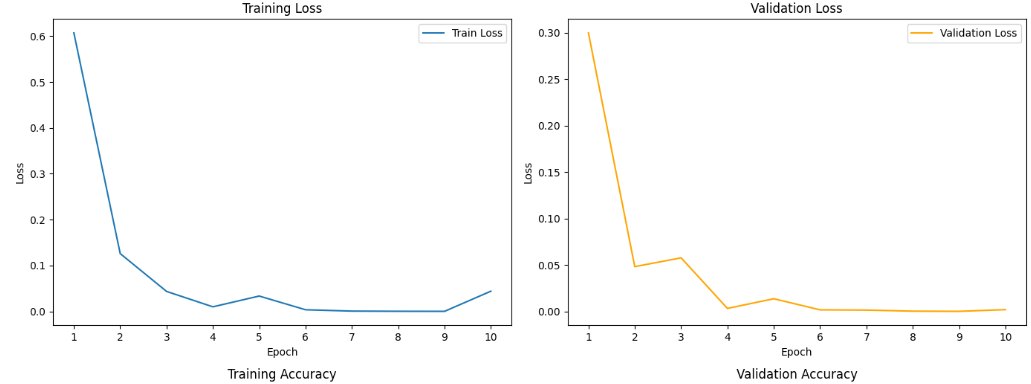 Training Loss
Train Loss
0.6
0.5
0.4
0.3
0.2
0.1
0.0
Loss
1 2 3 4 5 6 7 8 9 10
Epoch
Validation Loss
Validation Loss
0.30
0.25
0.20
0.15
0.10
0.05
0.00
Loss
1 2 3 4 5 6 7 8 9 10
Epoch
Training Accuracy
Validation Accuracy